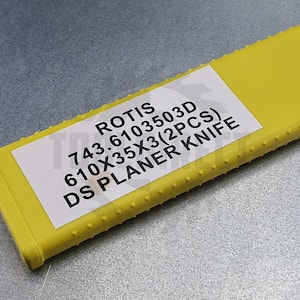 ROTIS
743.6103503D
610X35X3(2PCS)
DS PLANER KNIFE